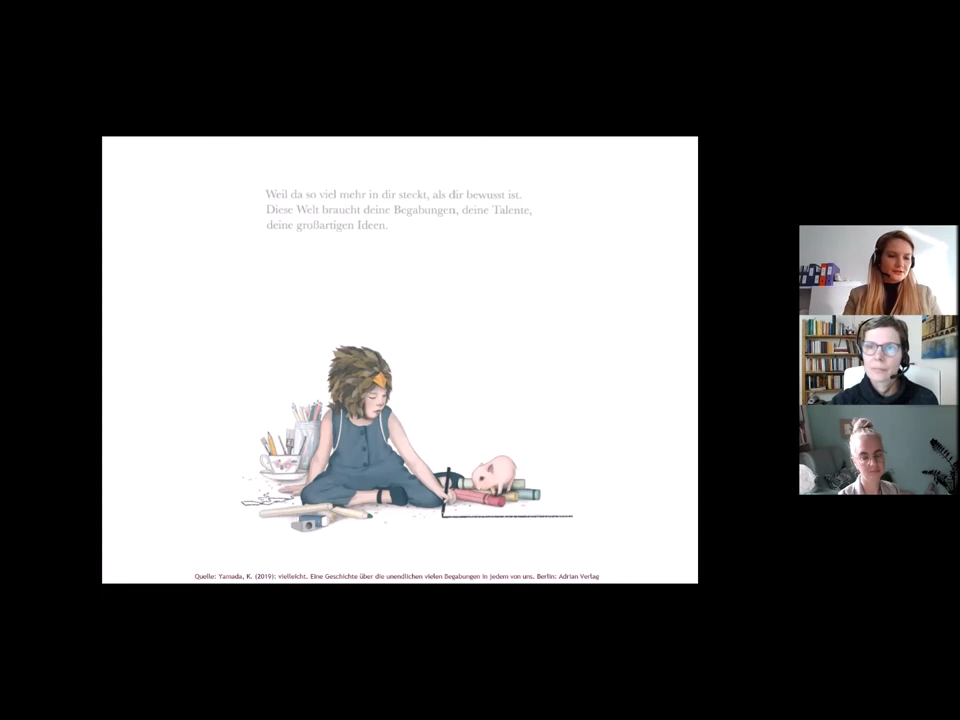 Weil da so viel mehr in dir steckt, als dir bewusst ist.
Diese Welt braucht deine Begabungen, deine Talente,
deine großartigen Ideen.
Quelle: Yamada, K. (2019): vielleicht. Eine Geschichte über die unendlichen vielen Begabungen in jedem von uns. Berlin: Adrian Verlag